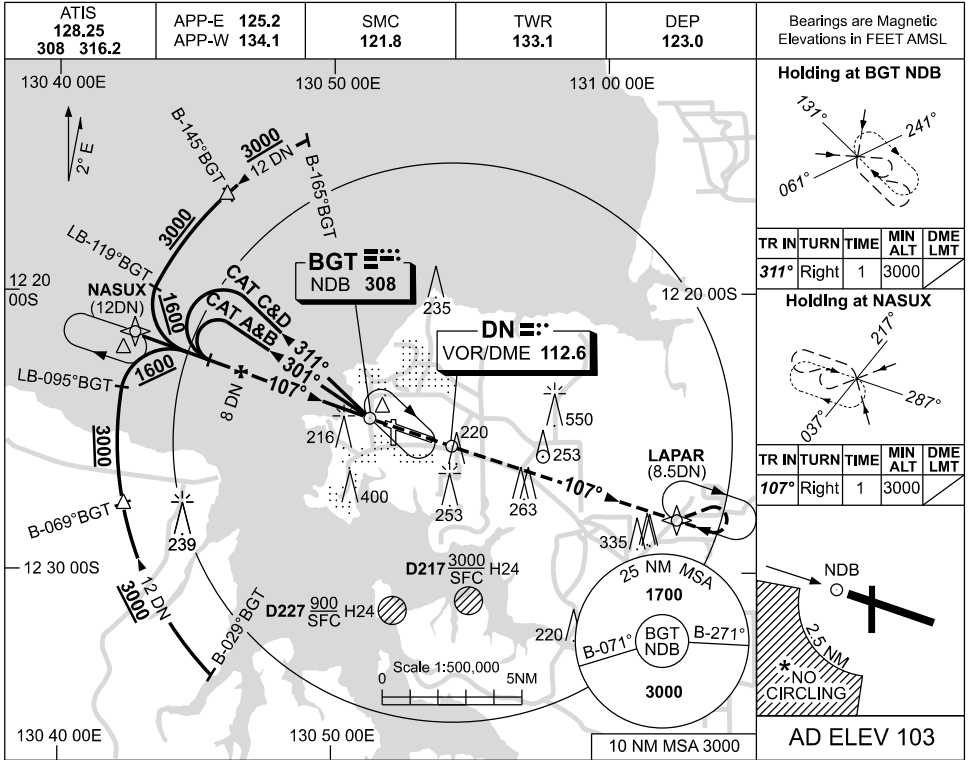 ATIS
128.25
308 316.2
APP-E 125.2
APP-W 134.1
SMC
121.8
TWR
133.1
DEP
123.0
Bearings are Magnetic
Elevations in FEET AMSL
130 40 00E
130 50 00E
131 00 00E
2° E
B-145°BGT
3000
12 DN
B-165°BGT
3000
LB-119°BGT
12 20
00S
NASUX
(12DN)
1600
CAT C&D
CAT A&B
311°
301°
107°
1600
8 DN
LB-095°BGT
3000
B-069°BGT
12 DN
3000
B-029°BGT
BGT
NDB 308
235
12 20 00S
DN
VOR/DME 112.6
216
400
220
550
253
253
263
107°
LAPAR
(8.5DN)
335
239
12 30 00S
D217 3000
SFC H24
D227 900
SFC H24
220
25 NM MSA
1700
B-071°
BGT
NDB
B-271°
3000
Scale 1:500,000
0 5NM
130 40 00E
130 50 00E
10 NM MSA 3000
Holding at BGT NDB
131°
241°
061°
TR IN TURN TIME MIN ALT DME LMT
311° Right 1 3000
Holding at NASUX
217°
287°
037°
TR IN TURN TIME MIN ALT DME LMT
107° Right 1 3000
NDB
2.5 NM
*NO
CIRCLING
AD ELEV 103